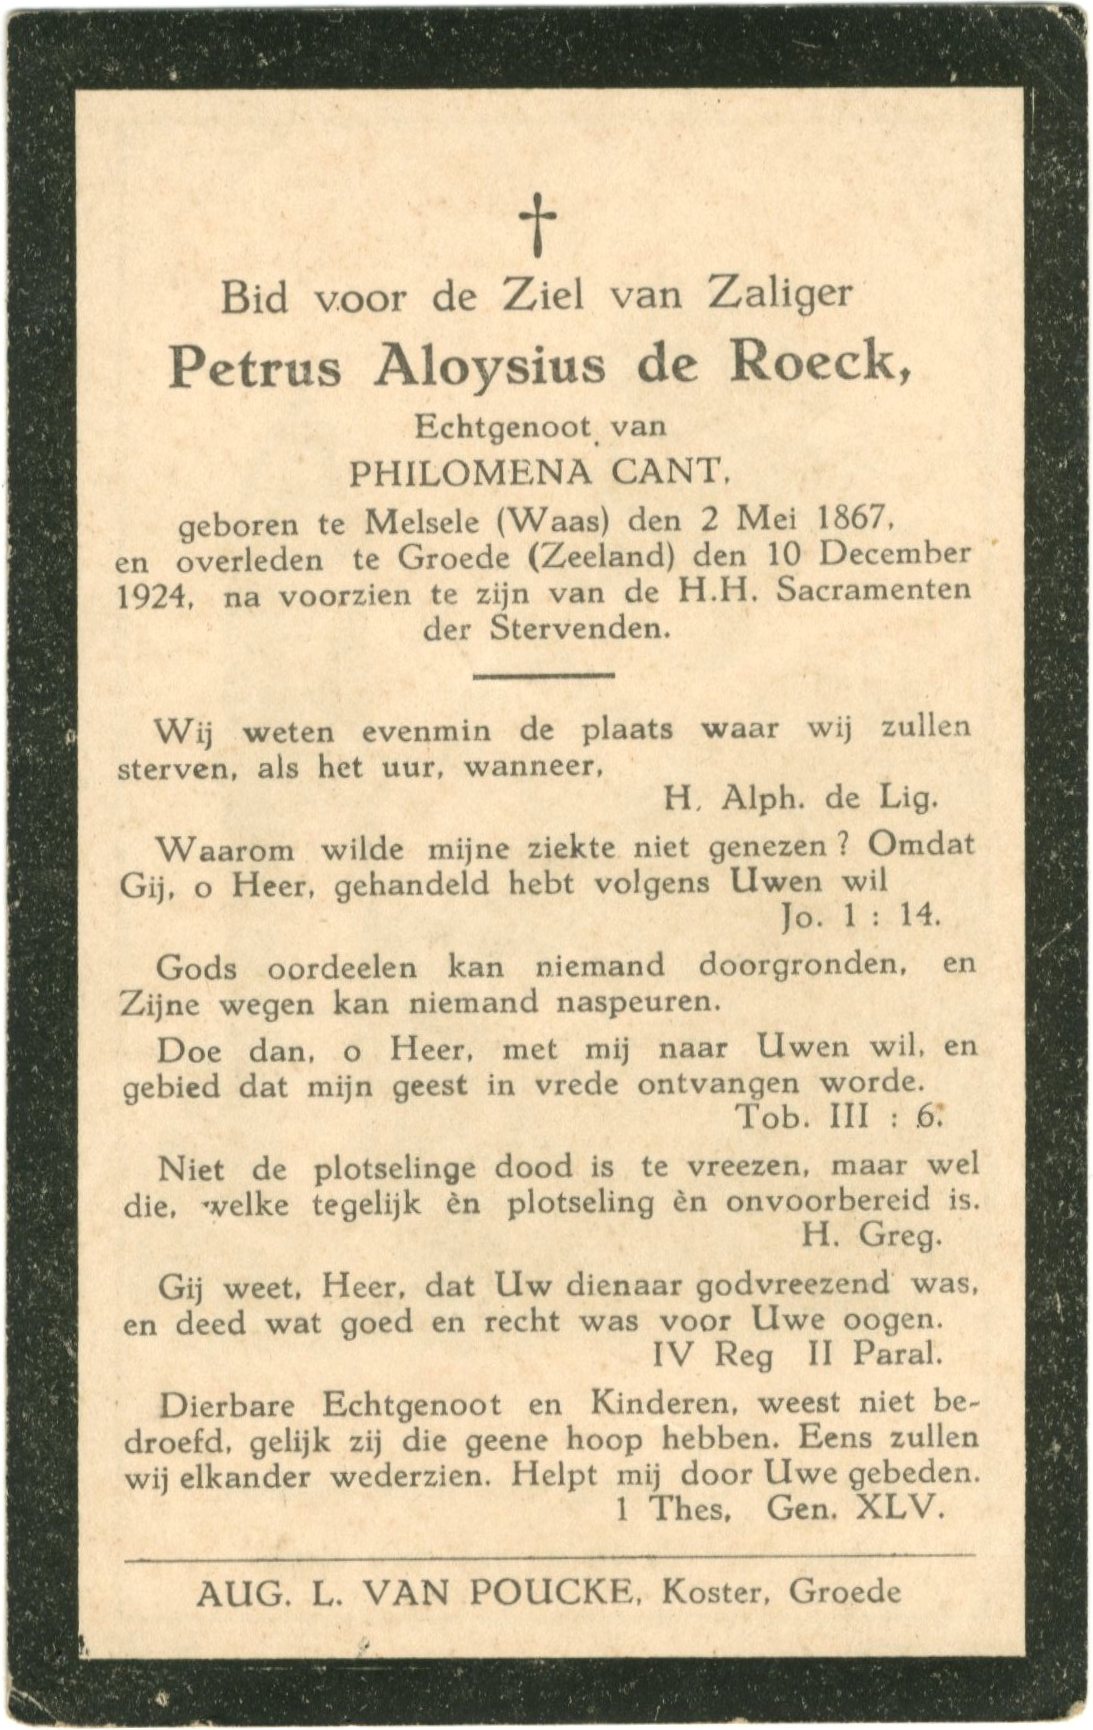 Bid voor de Ziel van Zaliger
Petrus Aloysius de Roeck,
Echtgenoot van
PHILOMENA CANT,
geboren te Melsele (Waas) den 2 Mei 1867,
en overleden te Groede (Zeeland) den 10 December
1924, na voorzien te zijn van de H.H. Sacramenten
der Stervenden.
Wij weten evenmin de plaats waar wij zullen
sterven, als het uur, wanneer,
H. Alph. de Lig.
Waarom wilde mijne ziekte niet genezen? Omdat
Gij, o Heer, gehandeld hebt volgens Uwen wil
Jo. 1 : 14.
Gods oordeelen kan niemand doorgronden, en
Zijne wegen kan niemand naspeuren.
Doe dan, o Heer, met mij naar Uwen wil, en
gebied dat mijn geest in vrede ontvangen worde.
Tob. III : 6.
Niet de plotselinge dood is te vreezen, maar wel
die, welke tegelijk èn plotseling èn onvoorbereid is.
H. Greg.
Gij weet, Heer, dat Uw dienaar godvreezend was,
en deed wat goed en recht was voor Uwe oogen.
IV Reg II Paral.
Dierbare Echtgenoot en Kinderen, weest niet be-
droefd, gelijk zij die geene hoop hebben. Eens zullen
wij elkander wederzien. Helpt mij door Uwe gebeden.
1 Thes, Gen. XLV.
AUG. L. VAN POUCKE, Koster, Groede